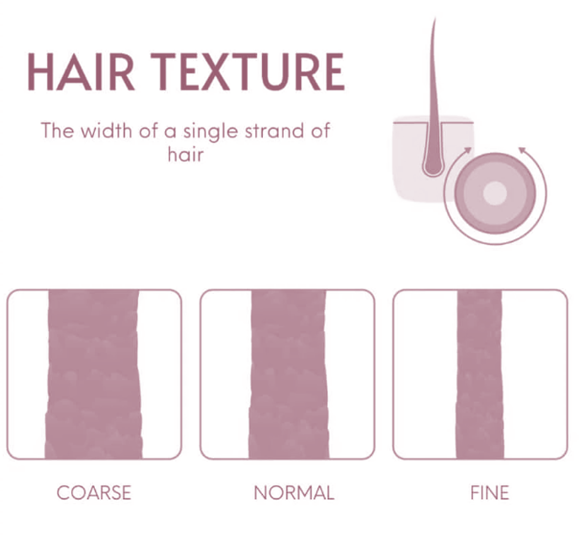 HAIR TEXTURE
The width of a single strand of
hair
COARSE
NORMAL
FINE